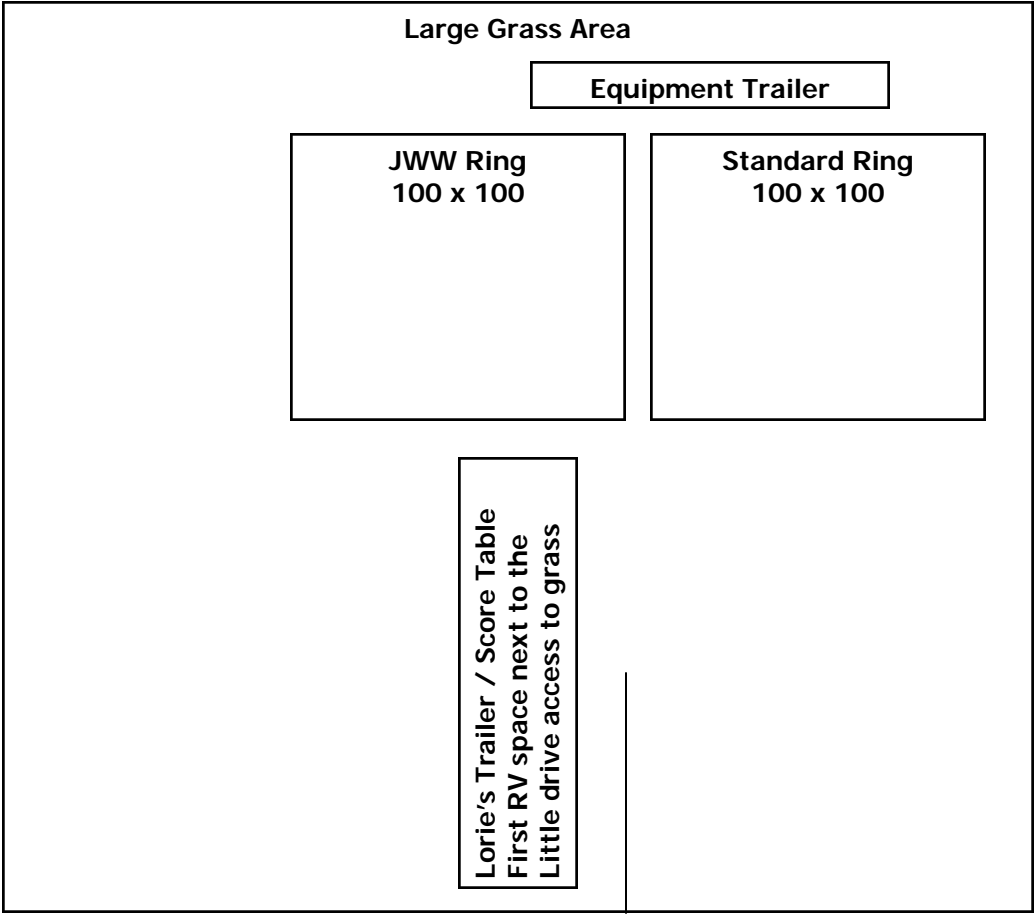 Large Grass Area
Equipment Trailer
JWW Ring
100 x 100
Standard Ring
100 x 100
Lorie's Trailer / Score Table
First RV space next to the
Little drive access to grass